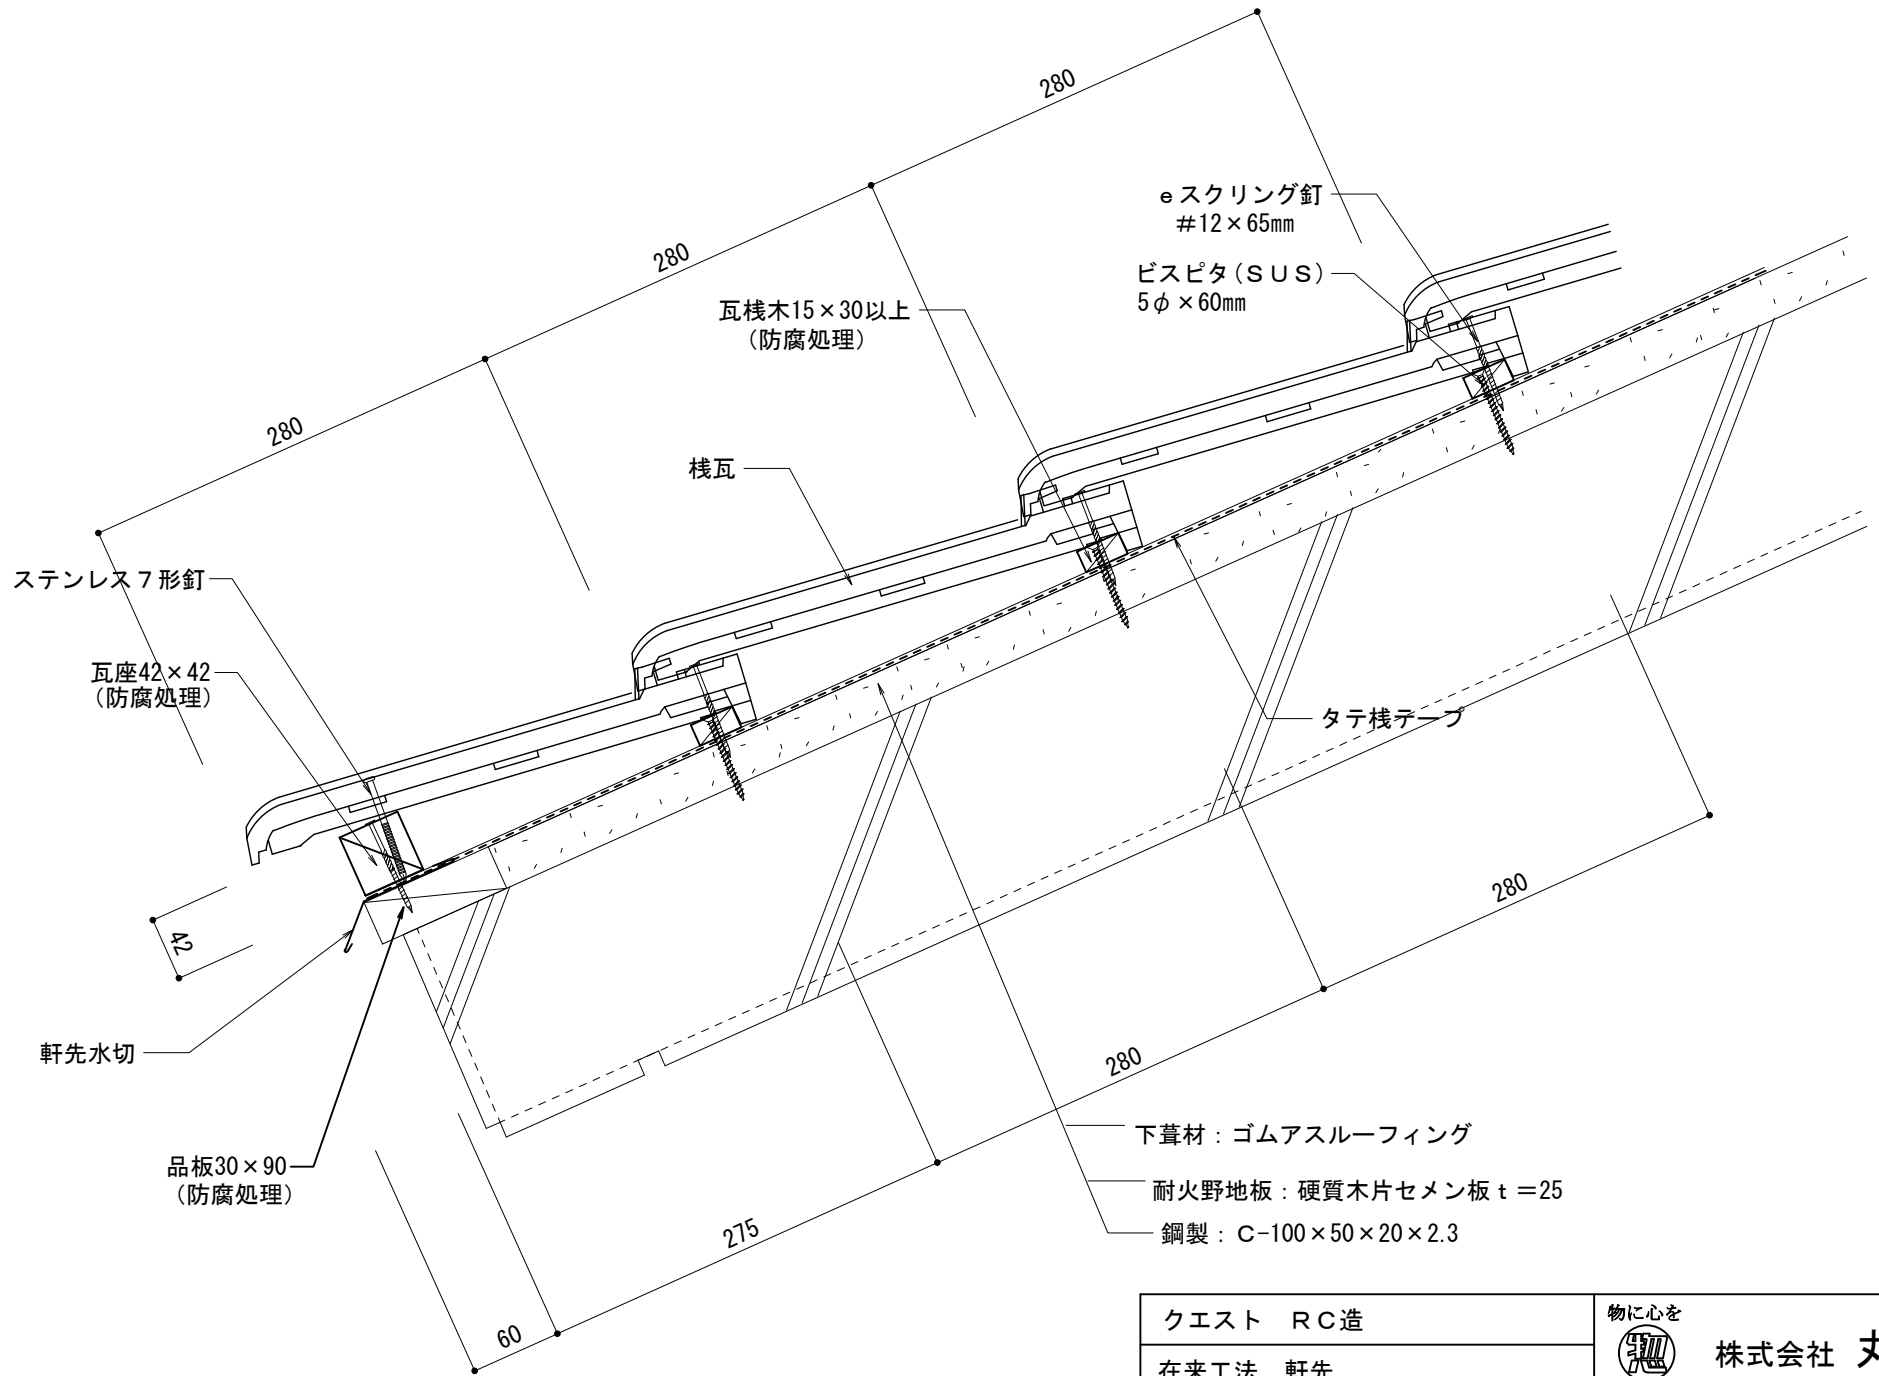 280
280
280
280
eスクリング釘
#12×65mm
ビスピタ(SUS)
5φ×60mm
瓦桟木15×30以上
(防腐処理)
桟瓦
ステンレス7形釘
瓦座42×42
(防腐処理)
タテ桟テープ
42
軒先水切
品板30×90
(防腐処理)
280
280
275
60
下葺材：ゴムアスルーフィング
耐火野地板：硬質木片セメン板t=25
鋼製：C-100×50×20×2.3
クエスト RC造
在来工法 軒先
物に心を
株式会社